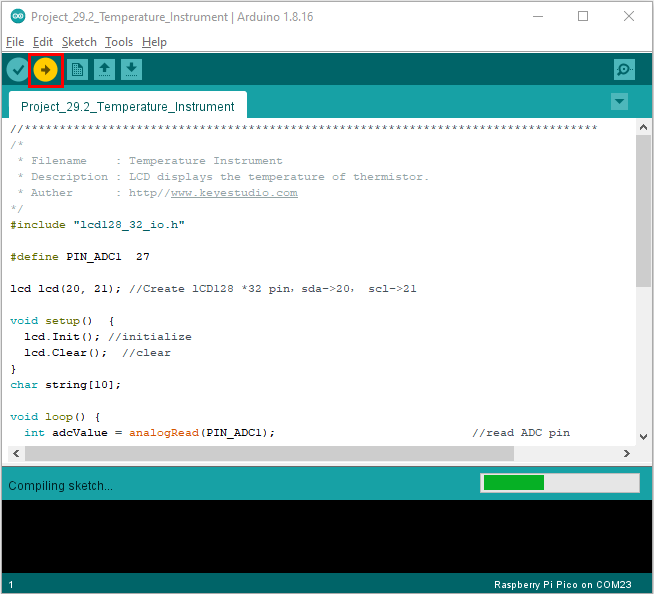 Project_29.2_Temperature_Instrument | Arduino 1.8.16
File Edit Sketch Tools Help
Project_29.2_Temperature_Instrument
//**********************************************************************************
/*
 * Filename    : Temperature Instrument
 * Description : LCD displays the temperature of thermistor.
 * Auther      : http//www.keyestudio.com
*/
#include "lcd128_32_io.h"
#define PIN_ADC1  27
lcd lcd(20, 21); //Create lCD128 *32 pin，sda->20， scl->21
void setup()  {
  lcd.Init(); //initialize
  lcd.Clear();  //clear
}
char string[10];
void loop() {
  int adcValue = analogRead(PIN_ADC1);                            //read ADC pin
Compiling sketch...
1 Raspberry Pi Pico on COM23